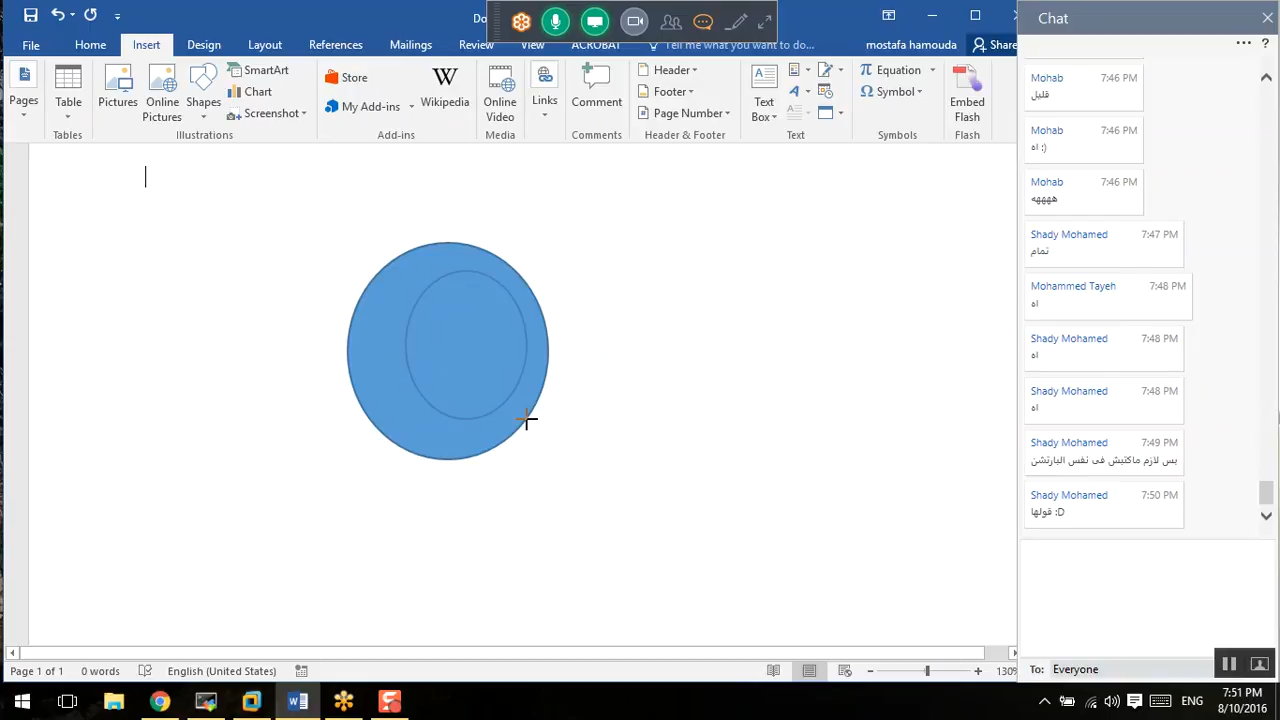 Do
Chat
File
Home
Insert
Design
Layout
References
Mailings
Review
View
ACROBAT
Tell me what you want to do...
mostafa hamouda
Share
Pages
Table
Pictures
Online
Pictures
Shapes
SmartArt
Chart
Screenshot
Store
My Add-ins
Wikipedia
Online
Video
Links
Comment
Header
Footer
Page Number
Text
Box
Equation
Symbol
Embed
Flash
Tables
Illustrations
Add-ins
Media
Comments
Header & Footer
Text
Symbols
Flash
Mohab 7:46 PM
قليل
Mohab 7:46 PM
اه :)
Mohab 7:46 PM
هههههه
Shady Mohamed 7:47 PM
تمام
Mohammed Tayeh 7:48 PM
اه
Shady Mohamed 7:48 PM
اه
Shady Mohamed 7:48 PM
اه
Shady Mohamed 7:49 PM
بس لازم ماكتبش فى نفس البارتشن
Shady Mohamed 7:50 PM
قولها :D
To: Everyone
Page 1 of 1 0 words English (United States) 130%
ENG
7:51 PM
8/10/2016